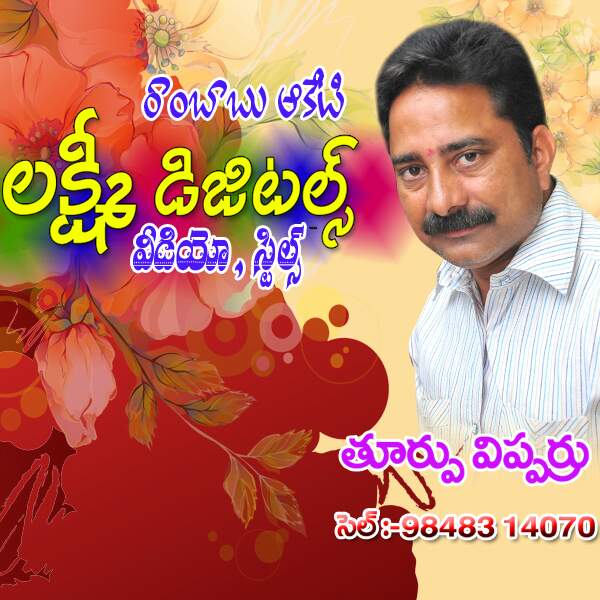 రాంబాబు ఆకేటి
లక్ష్మీ డిజిటల్స్
వీడియో, స్టిల్స్
తూర్పు విప్పర్రు
సెల్ :-98483 14070